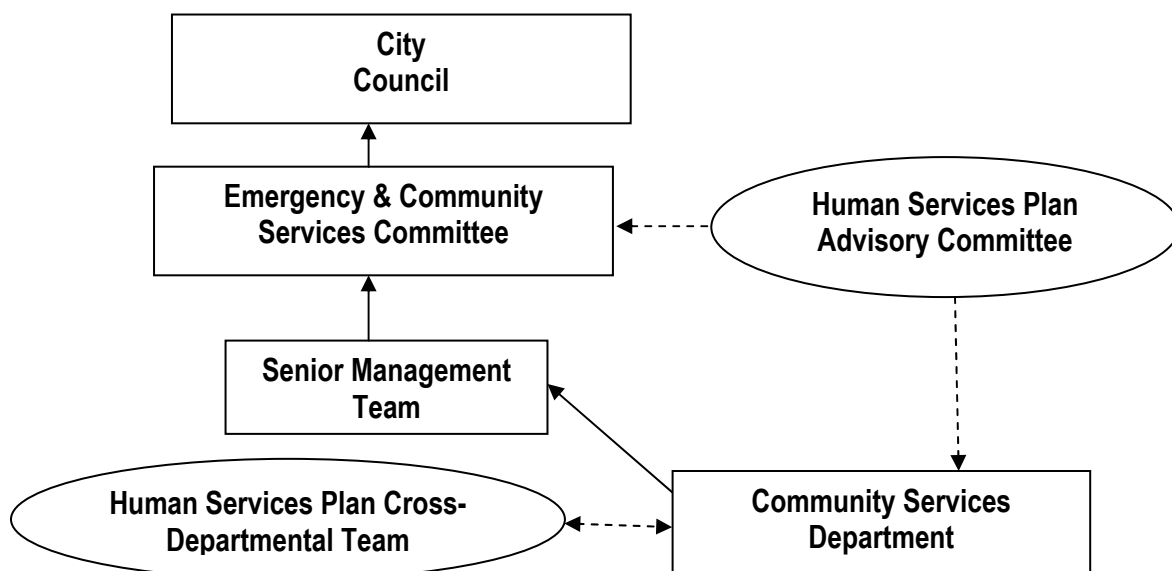 City
Council
Emergency & Community
Services Committee
Human Services Plan
Advisory Committee
Senior Management
Team
Human Services Plan Cross-
Departmental Team
Community Services
Department